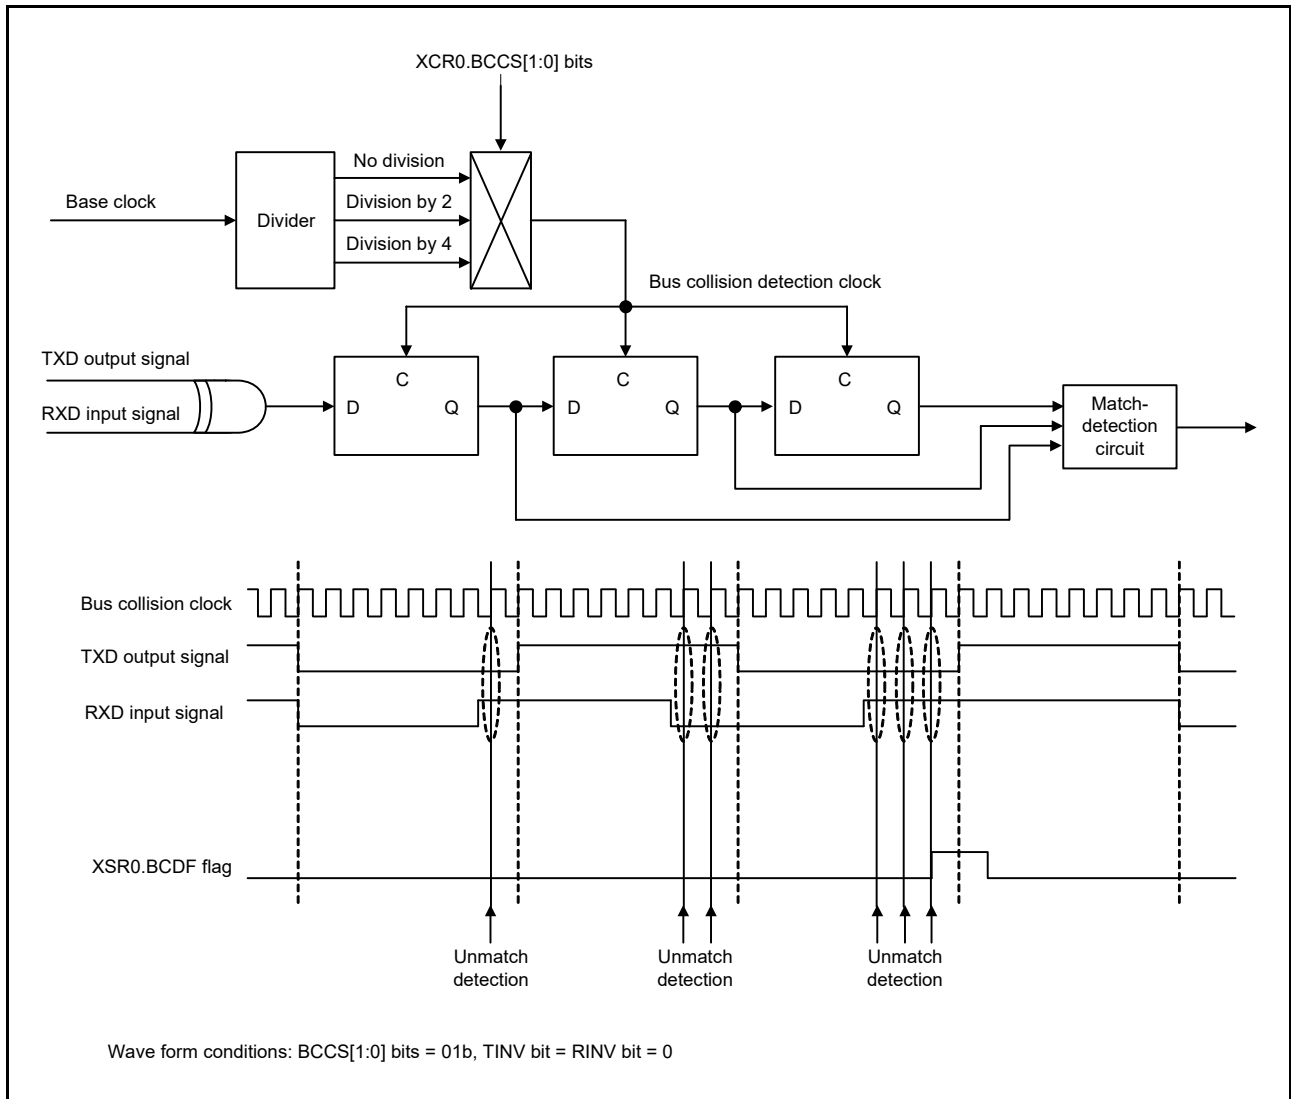 XCR0.BCCS[1:0] bits
No division
Base clock
Division by 2
Divider
Division by 4
Bus collision detection clock
TXD output signal
RXD input signal
C
D
Q
C
D
Q
C
D
Q
Match-
detection
circuit
Bus collision clock
TXD output signal
RXD input signal
XSR0.BCDF flag
Unmatch
detection
Unmatch
detection
Unmatch
detection
Wave form conditions: BCCS[1:0] bits = 01b, TINV bit = RINV bit = 0